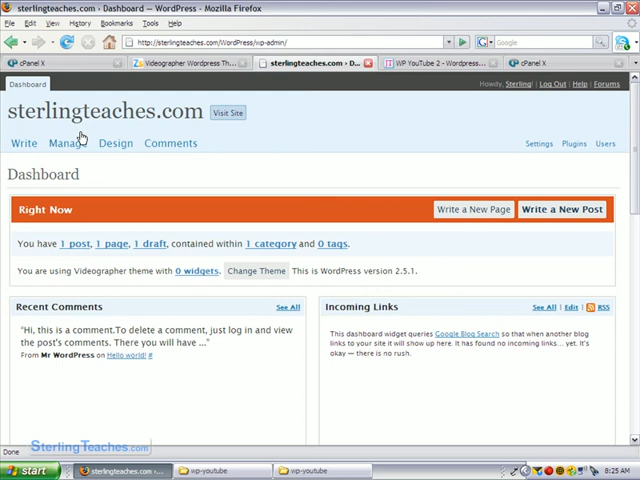 sterlingteaches.com › Dashboard — WordPress - Mozilla Firefox
File Edit View History Bookmarks Tools Help
http://sterlingteaches.com/WordPress/wp-admin/
Google
cPanel X
Videographer Wordpress Th...
sterlingteaches.com › D...
WP YouTube 2 - Wordpress...
cPanel X
Dashboard
Howdy, Sterling! | Log Out | Help | Forums
sterlingteaches.com
Visit Site
Write Manage Design Comments
Settings Plugins Users
Dashboard
Right Now
Write a New Page
Write a New Post
You have 1 post, 1 page, 1 draft, contained within 1 category and 0 tags.
You are using Videographer theme with 0 widgets. Change Theme This is WordPress version 2.5.1.
Recent Comments See All
"Hi, this is a comment.To delete a comment, just log in and view
the post's comments. There you will have ..."
From Mr WordPress on Hello world! #
Incoming Links See All | Edit | RSS
This dashboard widget queries Google Blog Search so that when another blog
links to your site it will show up here. It has found no incoming links... yet. It's
okay — there is no rush.
SterlingTeaches.com
Done
start
sterlingteaches.com ...
wp-youtube
wp-youtube
8:25 AM